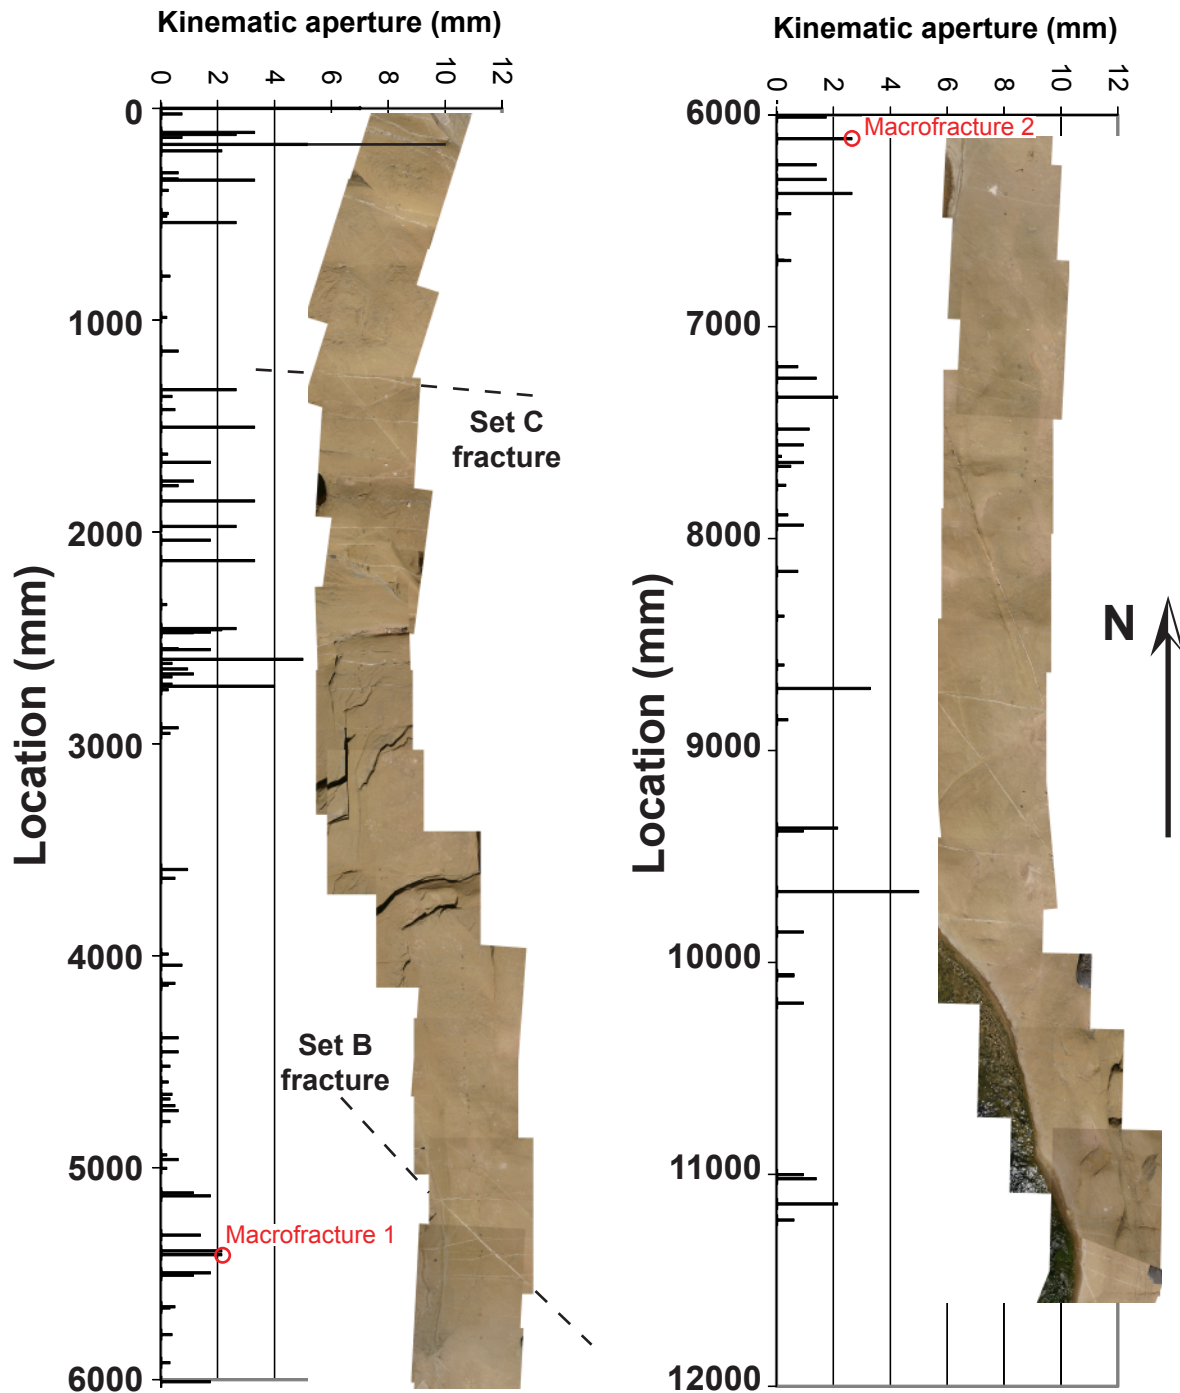 Kinematic aperture (mm)
0 2 4 6 8 10 12
0
1000
2000
3000
4000
5000
6000
Location (mm)
Set C
fracture
Set B
fracture
Macrofracture 1
Kinematic aperture (mm)
0 2 4 6 8 10 12
6000
7000
8000
9000
10000
11000
12000
Location (mm)
Macrofracture 2
N